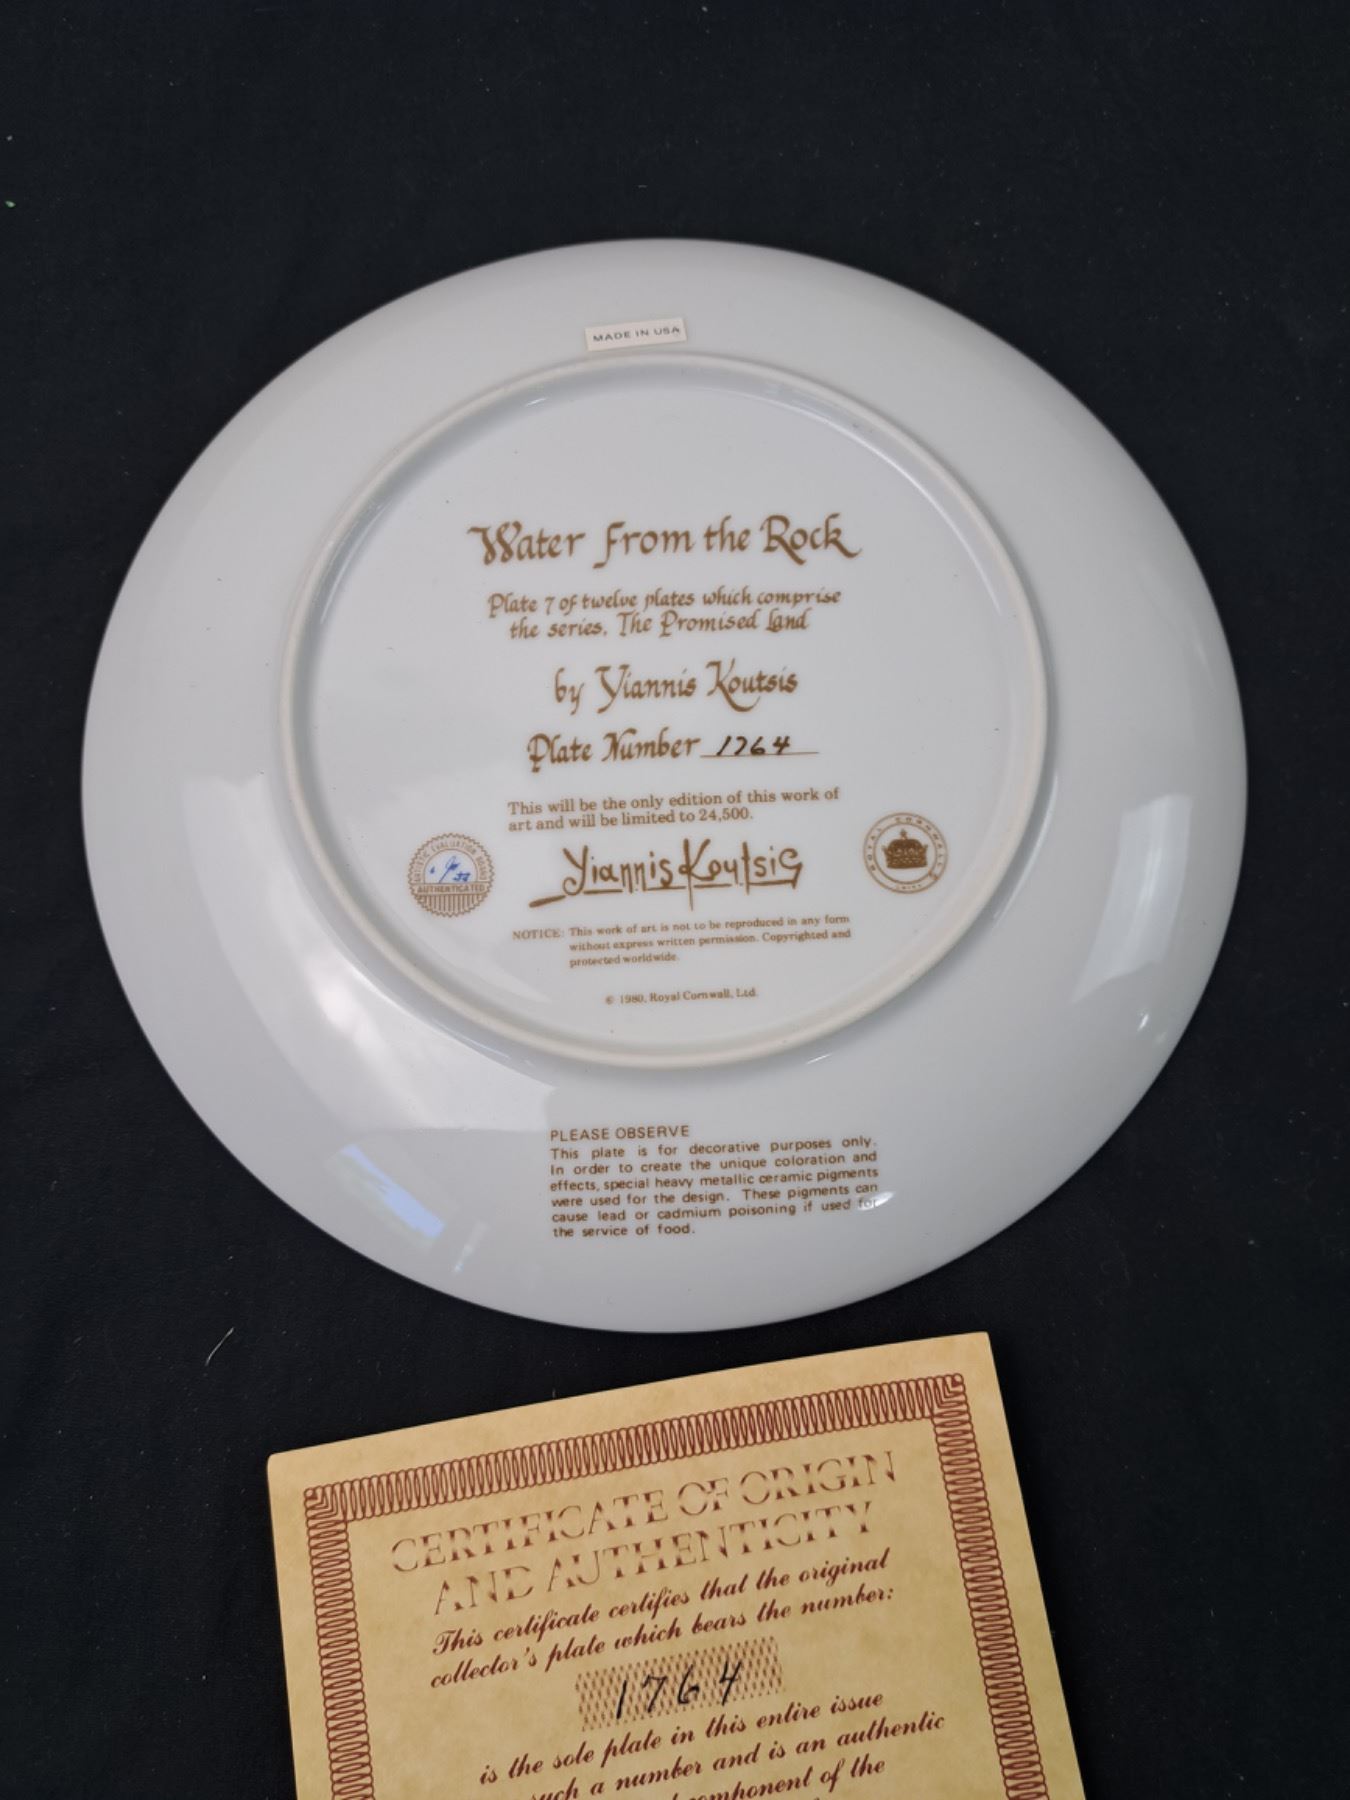 MADE IN USA
Water from the Rock
Plate 7 of twelve plates which comprise
the series, The Promised Land
by Yiannis Koutsis
Plate Number 1764
This will be the only edition of this work of
art and will be limited to 24,500.
ARTISTIC EVALUATION BOARD
AUTHENTICATED
Yiannis Koutsis
ROYAL CORNWALL
NOTICE: This work of art is not to be reproduced in any form
without express written permission. Copyrighted and
protected worldwide.
© 1980, Royal Cornwall, Ltd.
PLEASE OBSERVE
This plate is for decorative purposes only.
In order to create the unique coloration and
effects, special heavy metallic ceramic pigments
were used for the design. These pigments can
cause lead or cadmium poisoning if used for
the service of food.
CERTIFICATE OF ORIGIN
AND AUTHENTICITY
This certificate certifies that the original
collector's plate which bears the number:
1764
is the sole plate in this entire issue
such a number and is an authentic
component of the